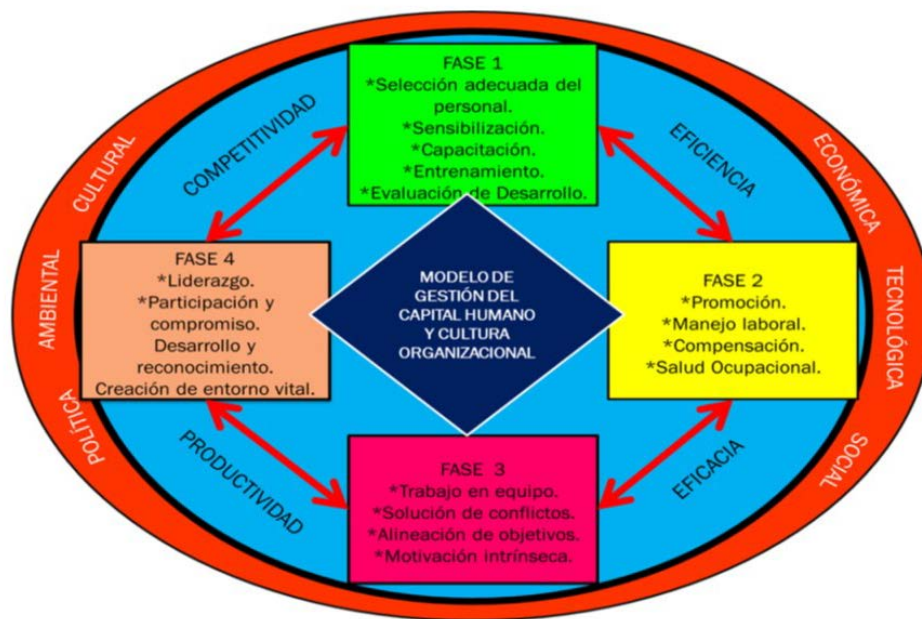 FASE 1
*Selección adecuada del
personal.
*Sensibilización.
*Capacitación.
*Entrenamiento.
*Evaluación de Desarrollo.
COMPETITIVIDAD
EFICIENCIA
CULTURAL
ECONÓMICA
FASE 4
*Liderazgo.
*Participación y
compromiso.
Desarrollo y
reconocimiento.
Creación de entorno vital.
MODELO DE
GESTIÓN DEL
CAPITAL HUMANO
Y CULTURA
ORGANIZACIONAL
FASE 2
*Promoción.
*Manejo laboral.
*Compensación.
*Salud Ocupacional.
AMBIENTAL
TECNOLÓGICA
POLÍTICA
SOCIAL
PRODUCTIVIDAD
EFICACIA
FASE 3
*Trabajo en equipo.
*Solución de conflictos.
*Alineación de objetivos.
*Motivación intrínseca.